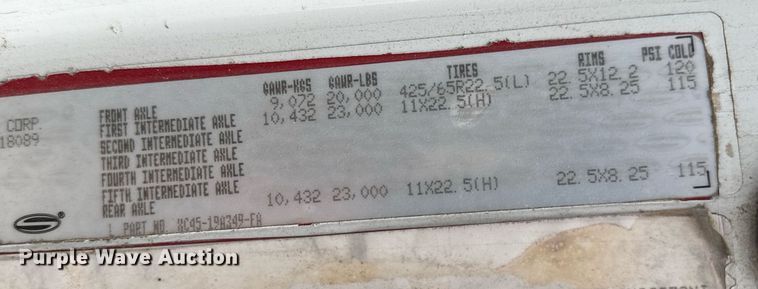 GAWR-KGS GAWR-LBS TIRES RIMS PSI COLD
FRONT AXLE 9,072 20,000 425/65R22.5(L) 22.5X12.2 120
CORP. FIRST INTERMEDIATE AXLE 10,432 23,000 11X22.5(H) 22.5X8.25 115
18089 SECOND INTERMEDIATE AXLE
THIRD INTERMEDIATE AXLE
FOURTH INTERMEDIATE AXLE
FIFTH INTERMEDIATE AXLE
REAR AXLE 10,432 23,000 11X22.5(H) 22.5X8.25 115
PART NO. XC45-19A349-FA
Purple Wave Auction